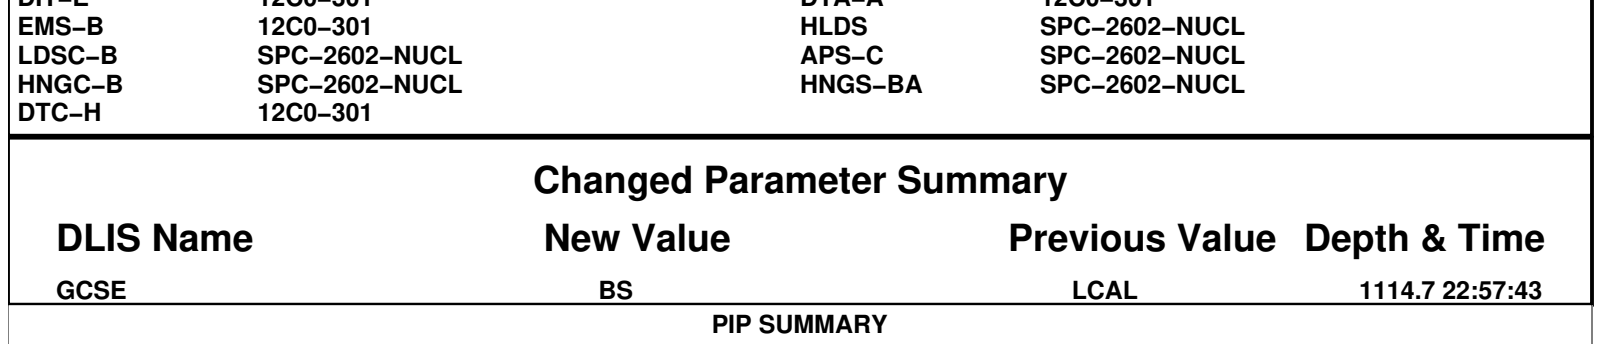 EMS−B 12C0−301 HLDS SPC−2602−NUCL
LDSC−B SPC−2602−NUCL APS−C SPC−2602−NUCL
HNGC−B SPC−2602−NUCL HNGS−BA SPC−2602−NUCL
DTC−H 12C0−301
Changed Parameter Summary
DLIS Name New Value Previous Value Depth & Time
GCSE BS LCAL 1114.7 22:57:43
PIP SUMMARY